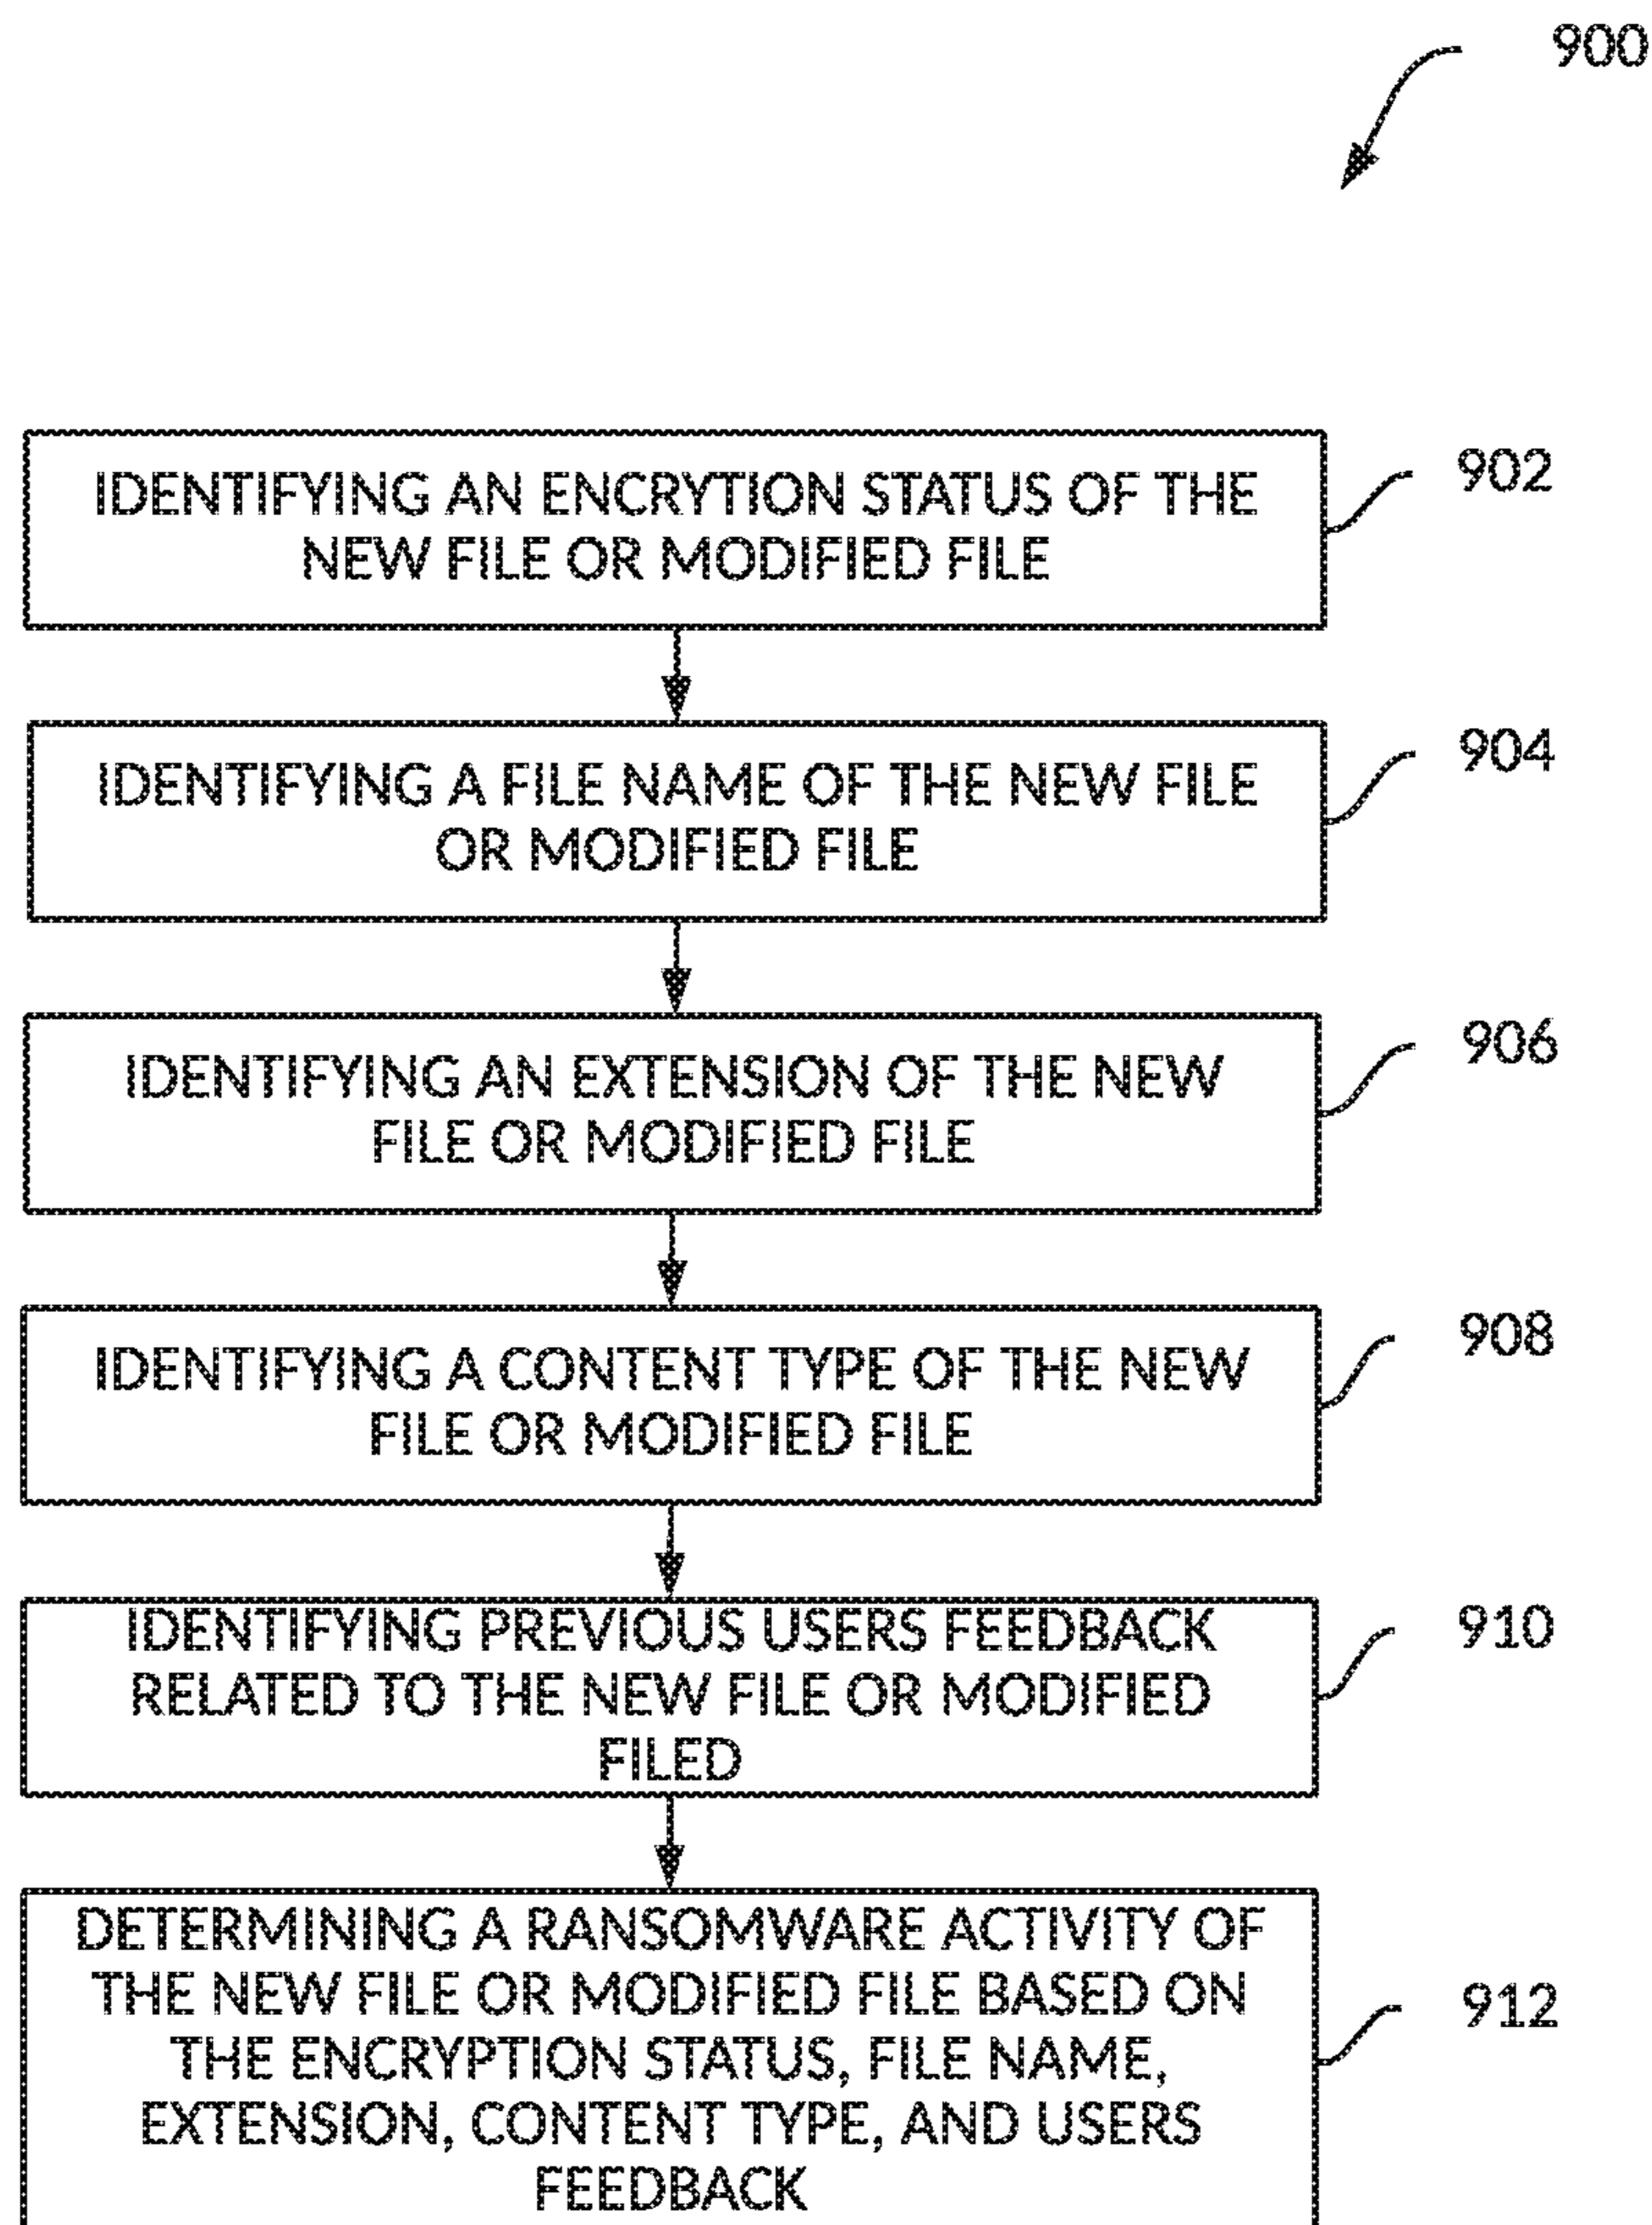 900
IDENTIFYING AN ENCRYTION STATUS OF THE
NEW FILE OR MODIFIED FILE
902
IDENTIFYING A FILE NAME OF THE NEW FILE
OR MODIFIED FILE
904
IDENTIFYING AN EXTENSION OF THE NEW
FILE OR MODIFIED FILE
906
IDENTIFYING A CONTENT TYPE OF THE NEW
FILE OR MODIFIED FILE
908
IDENTIFYING PREVIOUS USERS FEEDBACK
RELATED TO THE NEW FILE OR MODIFIED
FILED
910
DETERMINING A RANSOMWARE ACTIVITY OF
THE NEW FILE OR MODIFIED FILE BASED ON
THE ENCRYPTION STATUS, FILE NAME,
EXTENSION, CONTENT TYPE, AND USERS
FEEDBACK
912